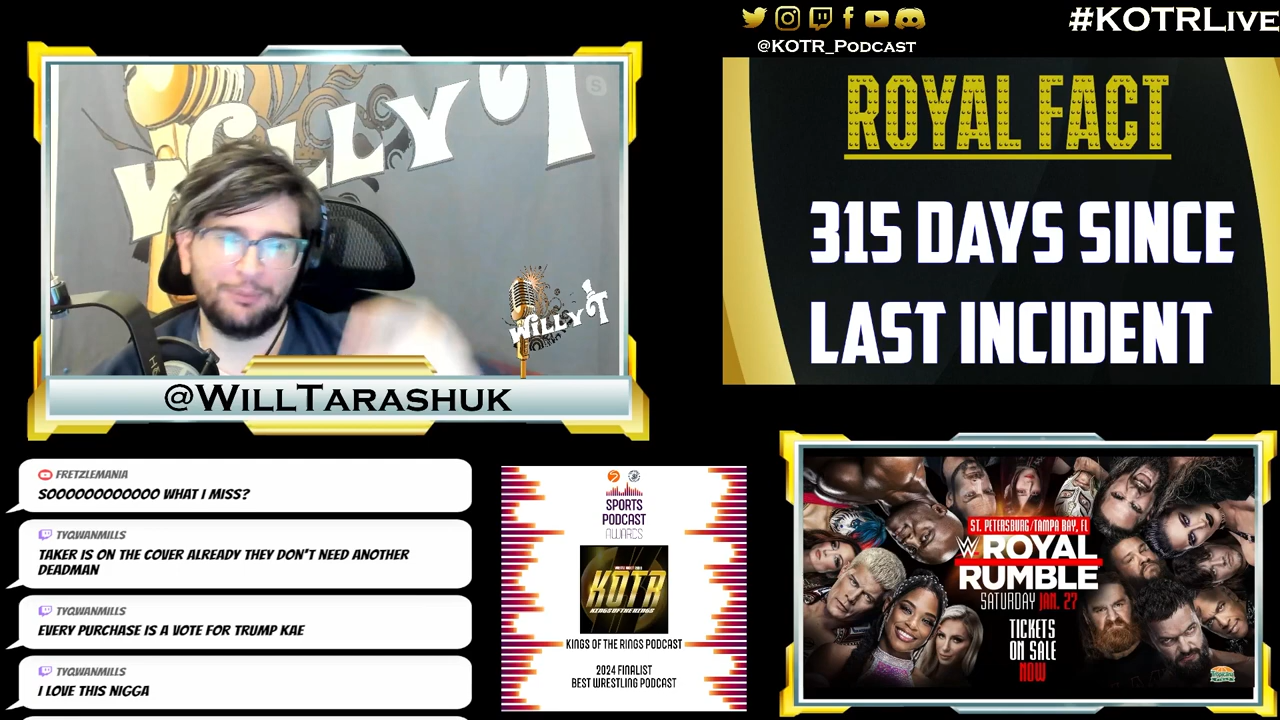 WILLY T
WILLY T
@WILLTARASHUK
FRETZLEMANIA
SOOOOOOOOOOOO WHAT I MISS?
TYQWANMILLS
TAKER IS ON THE COVER ALREADY THEY DON'T NEED ANOTHER
DEADMAN
TYQWANMILLS
EVERY PURCHASE IS A VOTE FOR TRUMP KAE
TYQWANMILLS
I LOVE THIS NIGGA
SPORTS
PODCAST
AWARDS
KOTR
KINGS OF THE RINGS
KINGS OF THE RINGS PODCAST
2024 FINALIST
BEST WRESTLING PODCAST
#KOTRLIVE
@KOTR_PODCAST
ROYAL FACT
315 DAYS SINCE
LAST INCIDENT
ST. PETERSBURG/TAMPA BAY, FL
W ROYAL
RUMBLE
SATURDAY JAN. 27
TICKETS
ON SALE
NOW